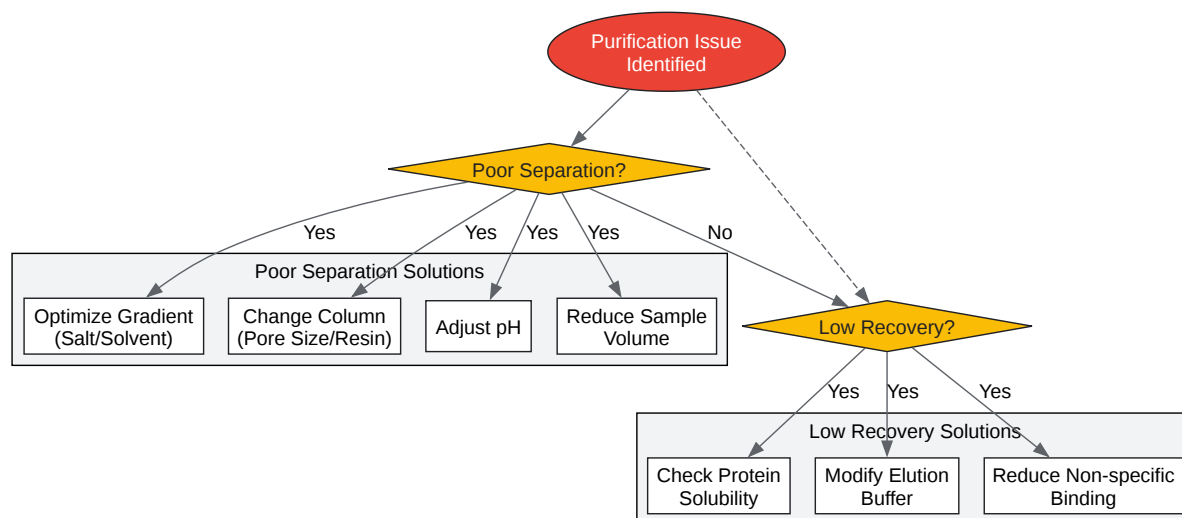 Purification Issue
Identified
Poor Separation?
Yes
Yes
Yes
Yes
No
Poor Separation Solutions
Optimize Gradient
(Salt/Solvent)
Change Column
(Pore Size/Resin)
Adjust pH
Reduce Sample
Volume
Low Recovery?
Yes
Yes
Yes
Low Recovery Solutions
Check Protein
Solubility
Modify Elution
Buffer
Reduce Non-specific
Binding